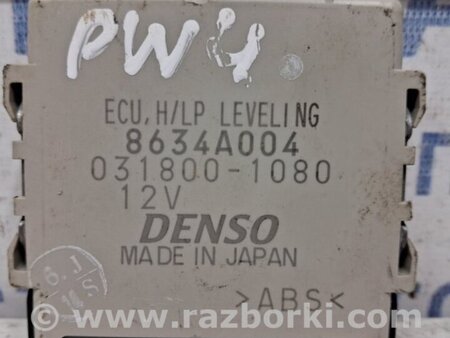 PW4.
ECU, H/LP LEVELING
8634A004
031800-1080
12V
DENSO
MADE IN JAPAN
>ABS<
www.razborki.com